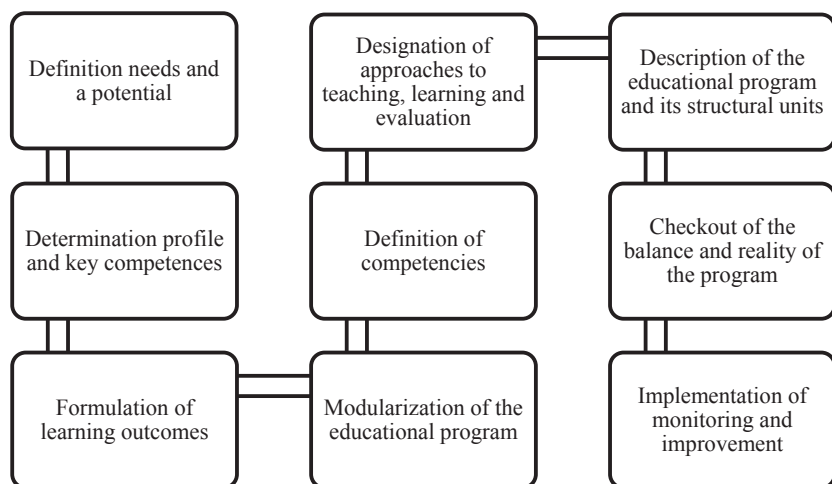 Definition needs and
a potential
Determination profile
and key competences
Formulation of
learning outcomes
Modularization of the
educational program
Definition of
competencies
Designation of
approaches to
teaching, learning and
evaluation
Description of the
educational program
and its structural units
Checkout of the
balance and reality of
the program
Implementation of
monitoring and
improvement